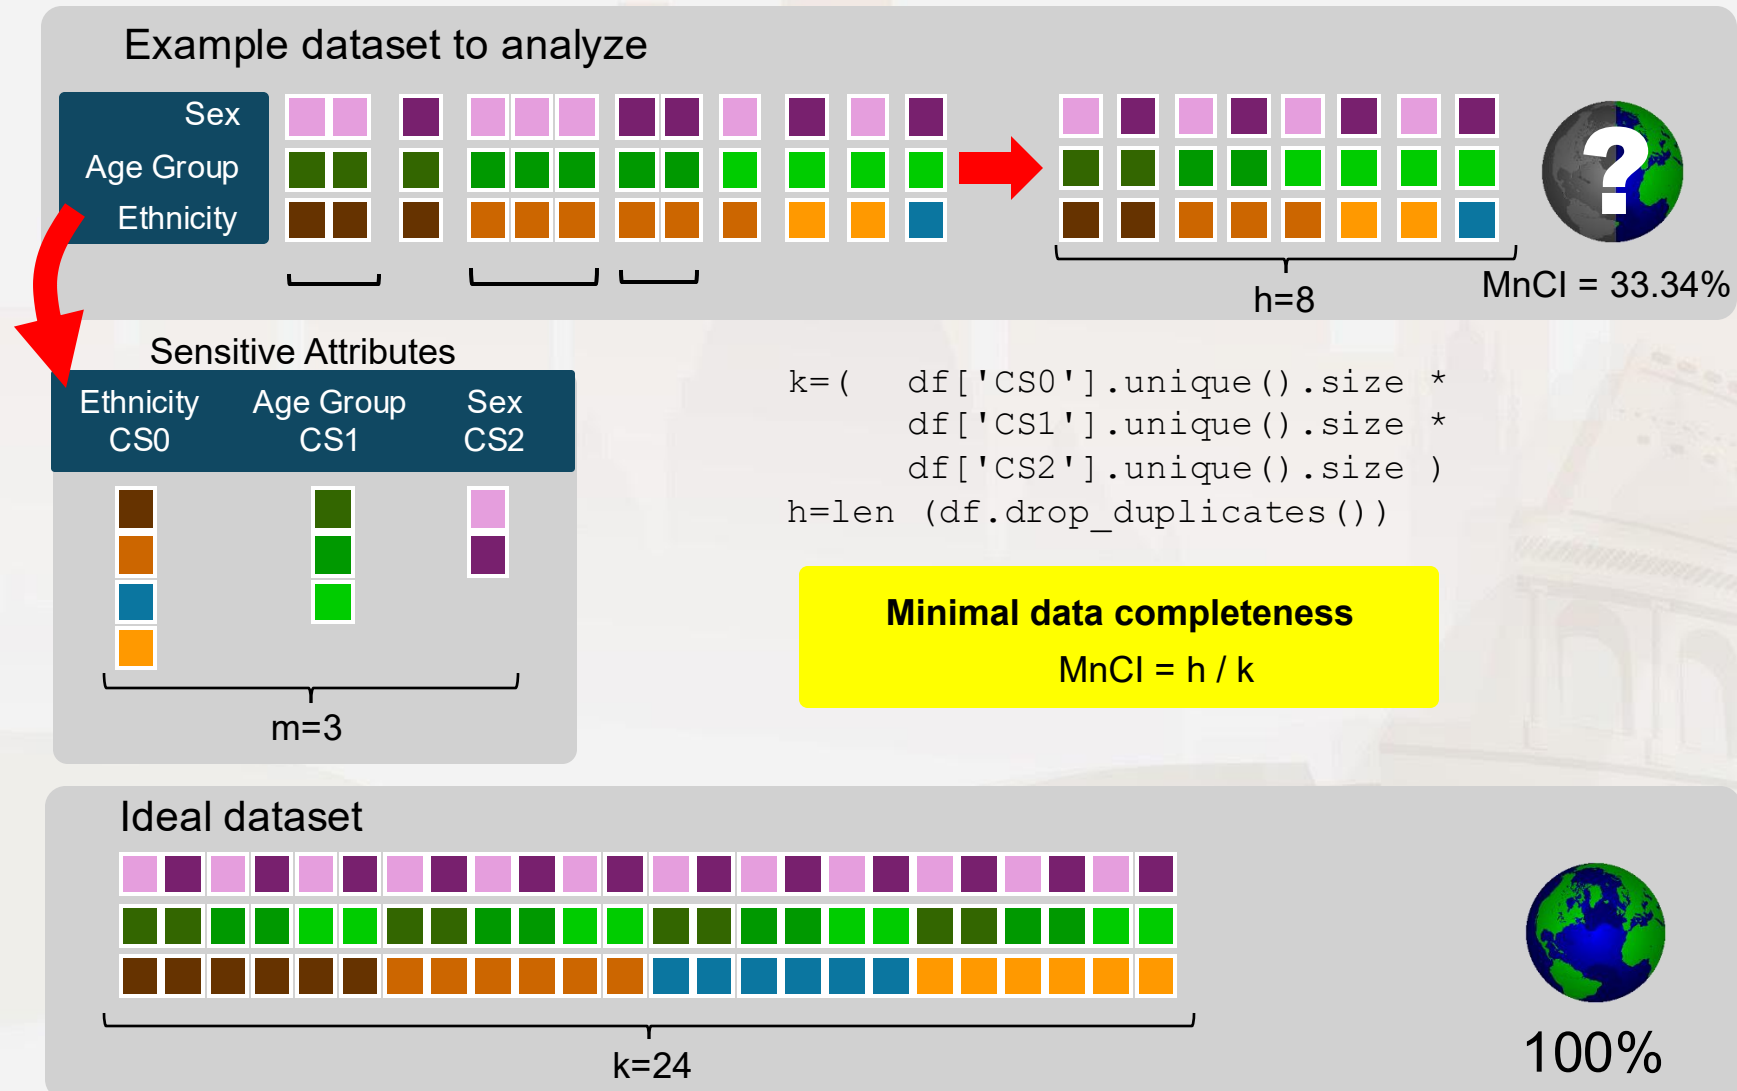 Example dataset to analyze
Sex
Age Group
Ethnicity
?
h=8
MnCI = 33.34%
Sensitive Attributes
Ethnicity Age Group Sex
CS0 CS1 CS2
m=3
k=( df['CS0'].unique().size *
df['CS1'].unique().size *
df['CS2'].unique().size )
h=len (df.drop_duplicates())
Minimal data completeness
MnCI = h / k
Ideal dataset
k=24
100%